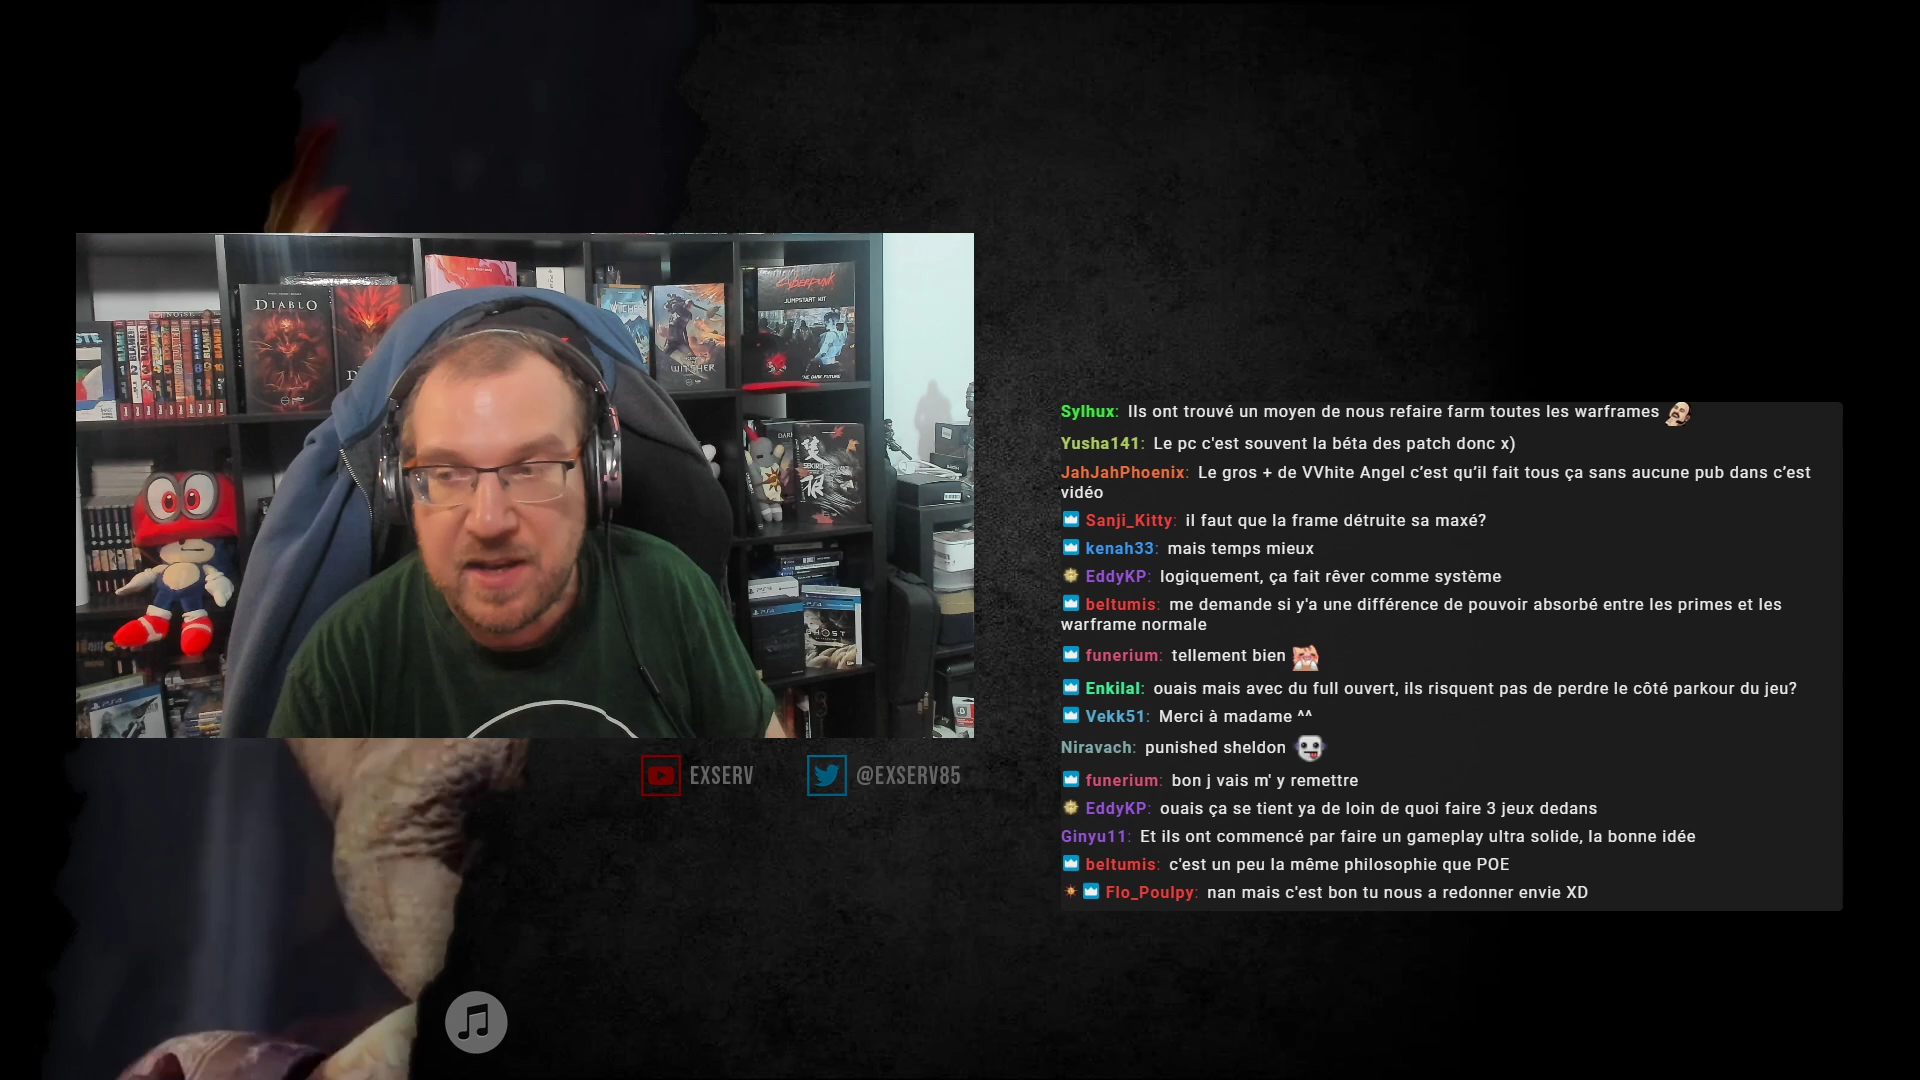 DIABLO
WITCHER
WITCHER
CYBERPUNK
JUMPSTART KIT
SEKIRO
GHOST
EXSERV
@EXSERV85
Sylhux: Ils ont trouvé un moyen de nous refaire farm toutes les warframes
Yusha141: Le pc c'est souvent la béta des patch donc x)
JahJahPhoenix: Le gros + de VVhite Angel c’est qu’il fait tous ça sans aucune pub dans c’est
vidéo
Sanji_Kitty: il faut que la frame détruite sa maxé?
kenah33: mais temps mieux
EddyKP: logiquement, ça fait rêver comme système
beltumis: me demande si y'a une différence de pouvoir absorbé entre les primes et les
warframe normale
funerium: tellement bien
Enkilal: ouais mais avec du full ouvert, ils risquent pas de perdre le côté parkour du jeu?
Vekk51: Merci à madame ^^
Niravach: punished sheldon
funerium: bon j vais m' y remettre
EddyKP: ouais ça se tient ya de loin de quoi faire 3 jeux dedans
Ginyu11: Et ils ont commencé par faire un gameplay ultra solide, la bonne idée
beltumis: c'est un peu la même philosophie que POE
Flo_Poulpy: nan mais c'est bon tu nous a redonner envie XD